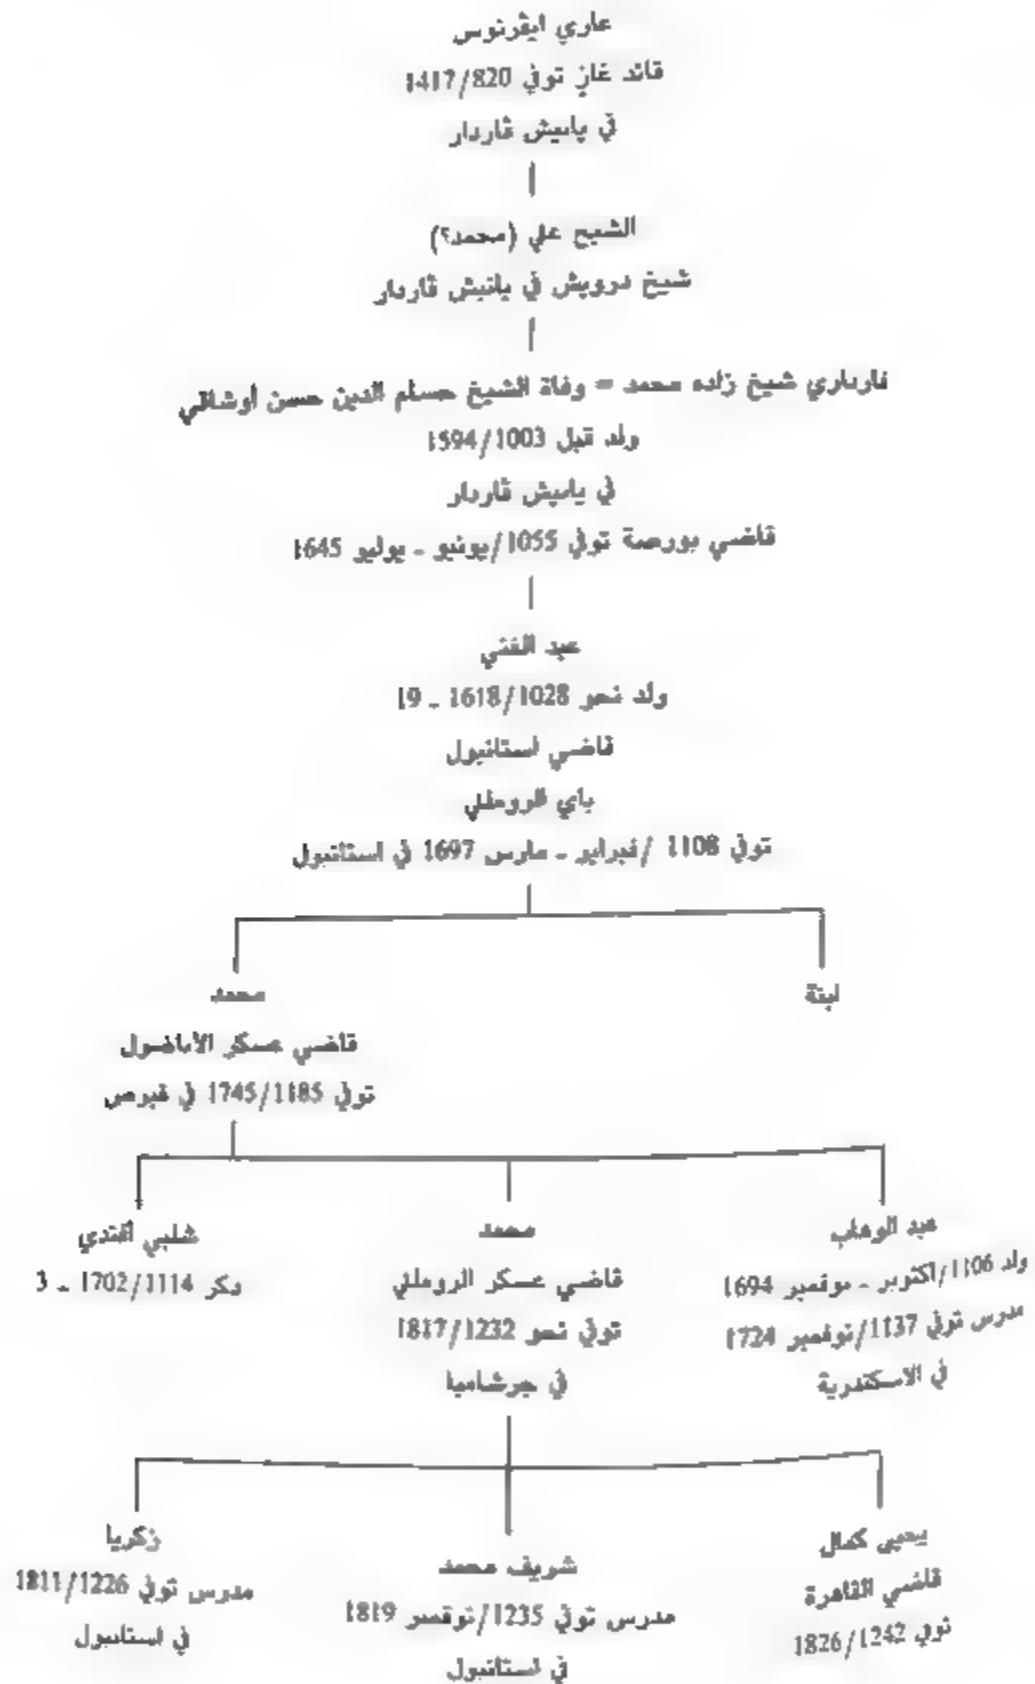 غازي ايڤرنوس
قائد غازٍ توفي 1417/820
في يانيش ڤاردار
الشيخ علي (محمد؟)
شيخ درويش في يانيش ڤاردار
ڤارداري شيخ زاده محمد = وفاة الشيخ حسام الدين حسن أوشاقي
ولد قبل 1594/1003
في يانيش ڤاردار
قاضي بورصة توفي 1055/يونيو - يوليو 1645
عبد الغني
ولد نحو 1618/1028 - 19
قاضي استانبول
باي الروملي
توفي 1108 /فبراير - مارس 1697 في استانبول
ابنة
محمد
قاضي عسكر الأناضول
توفي 1745/1185 في قبرص
عبد الوهاب
ولد 1106/اكتوبر - نوفمبر 1694
مدرس توفي 1137/نوفمبر 1724
في الاسكندرية
محمد
قاضي عسكر الروملي
توفي نحو 1817/1232
في
شلبي أفندي
ذكر 1702/1114 - 3
يحيى كمال
قاضي القاهرة
توفي 1826/1242
شريف محمد
مدرس توفي 1235/نوفمبر 1819
في استانبول
زكريا
مدرس توفي 1811/1226
في استانبول